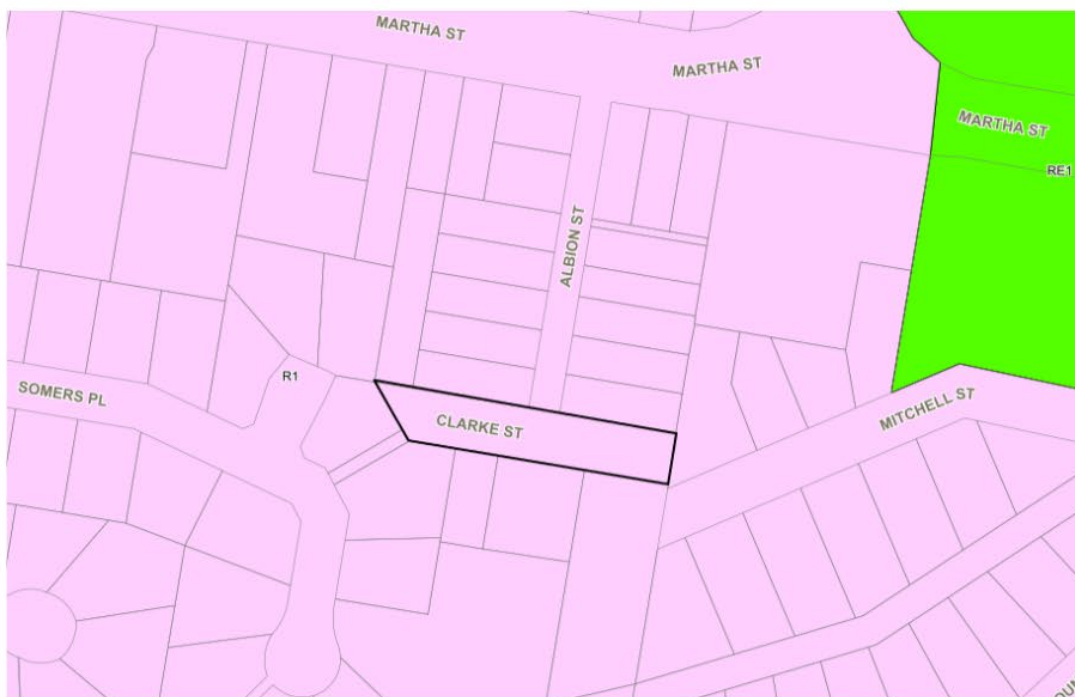 MARTHA ST
MARTHA ST
MARTHA ST
RE1
ALBION ST
R1
SOMERS PL
CLARKE ST
MITCHELL ST